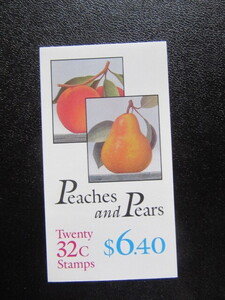 Peaches
and Pears
Twenty
32c
Stamps
$6.40